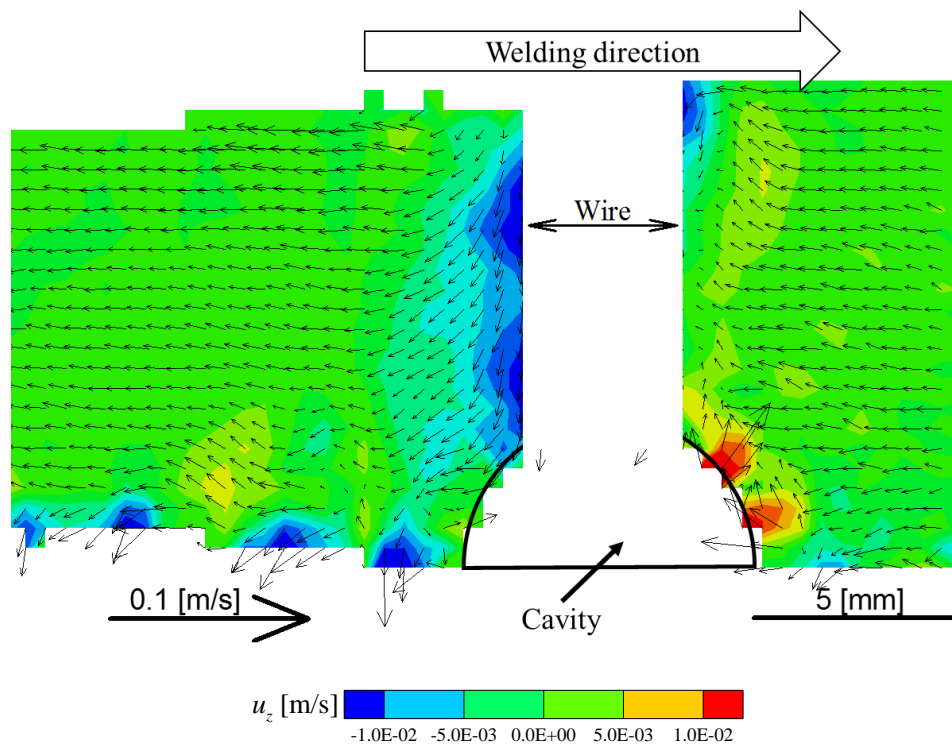 Welding direction
Wire
0.1 [m/s]
5 [mm]
Cavity
u_z [m/s]
-1.0E-02 -5.0E-03 0.0E+00 5.0E-03 1.0E-02